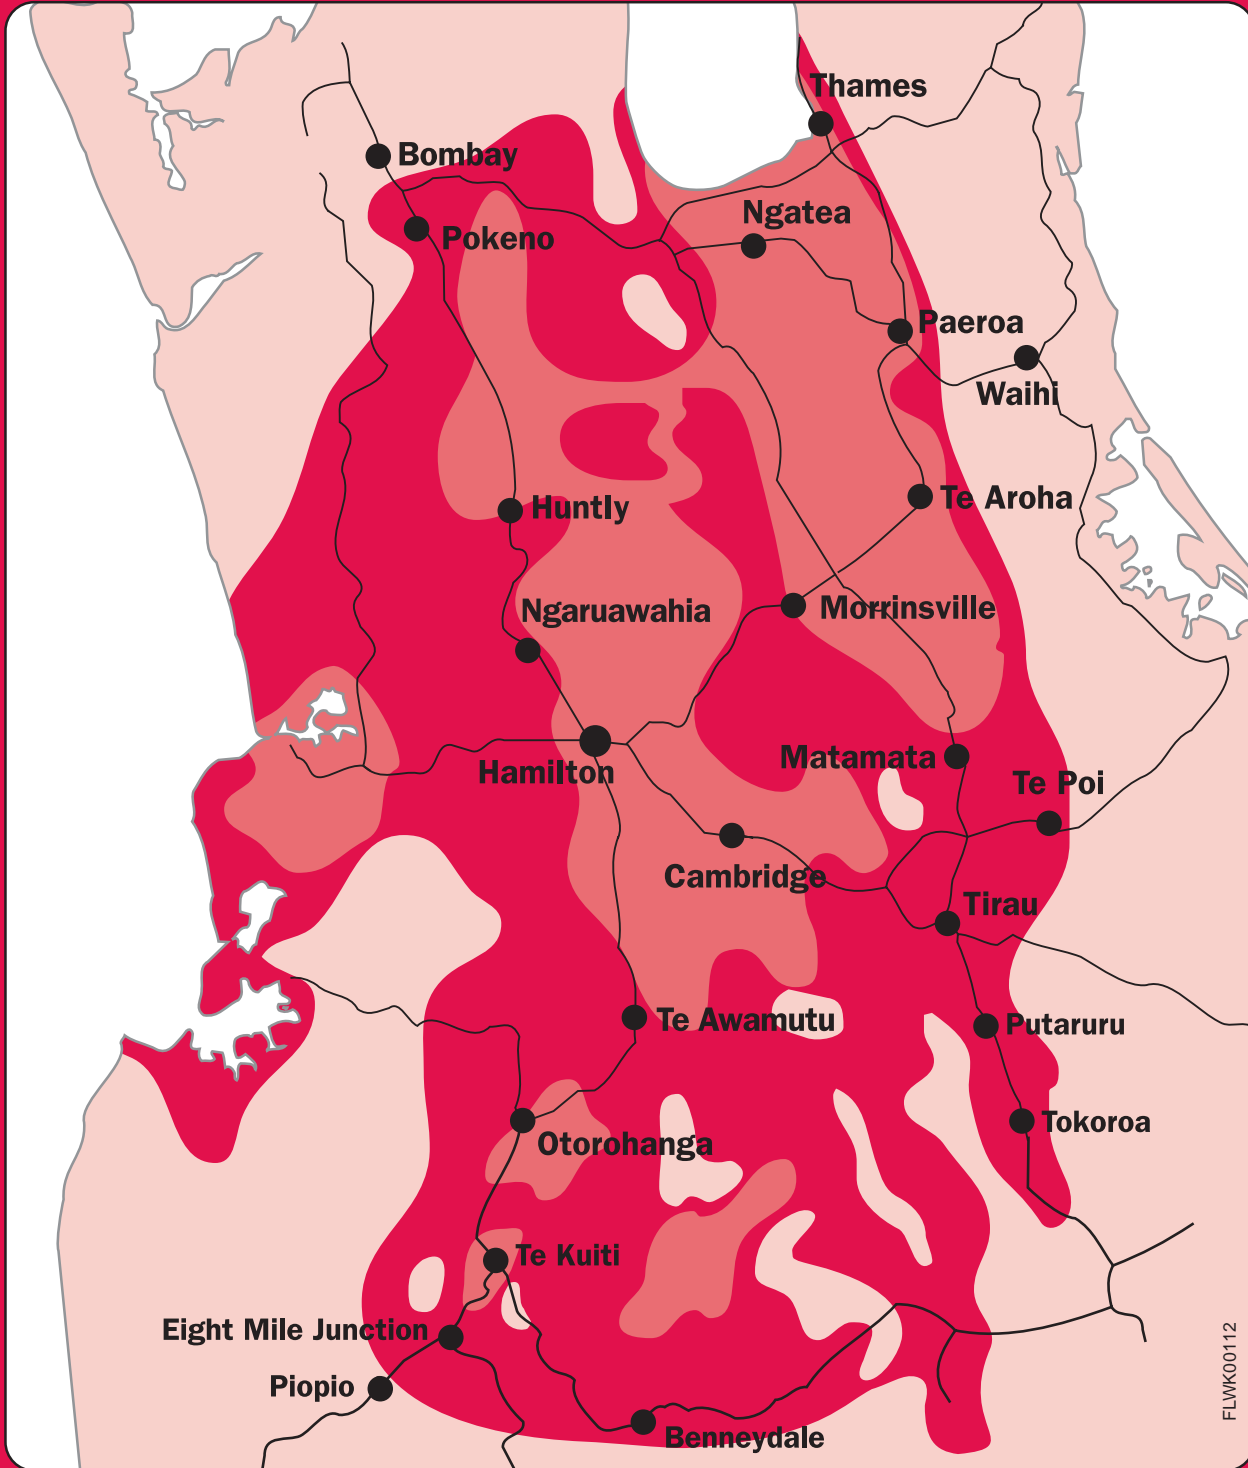 Thames
Bombay
Ngatea
Pokeno
Paeroa
Waihi
Te Aroha
Huntly
Ngaruawahia
Morrinsville
Matamata
Hamilton
Te Poi
Cambridge
Tirau
Te Awamutu
Putaruru
Tokoroa
Otorohanga
Te Kuiti
Eight Mile Junction
Piopio
Benneydale
FLWK00112